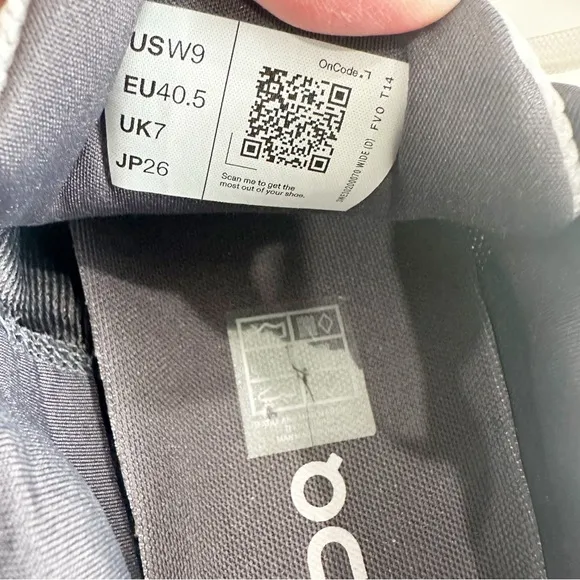 USW9
EU40.5
UK7
JP26
OnCode.7
Scan me to get the
most out of your shoe.
WIDE (D) - FVO T14